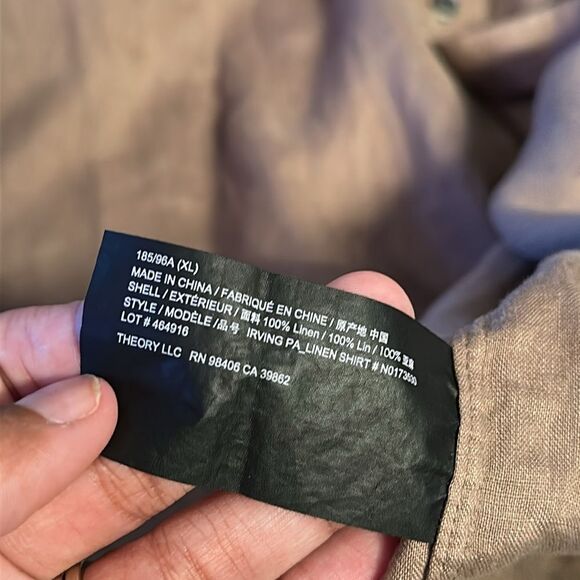 185/96A (XL)
MADE IN CHINA / FABRIQUÉ EN CHINE / 原产地 中国
SHELL / EXTÉRIEUR / 面料 100% Linen / 100% Lin / 100% 亚麻
STYLE / MODÈLE / 品号 IRVING PA_LINEN SHIRT # N0173600
LOT # 464916
THEORY LLC RN 98406 CA 39862